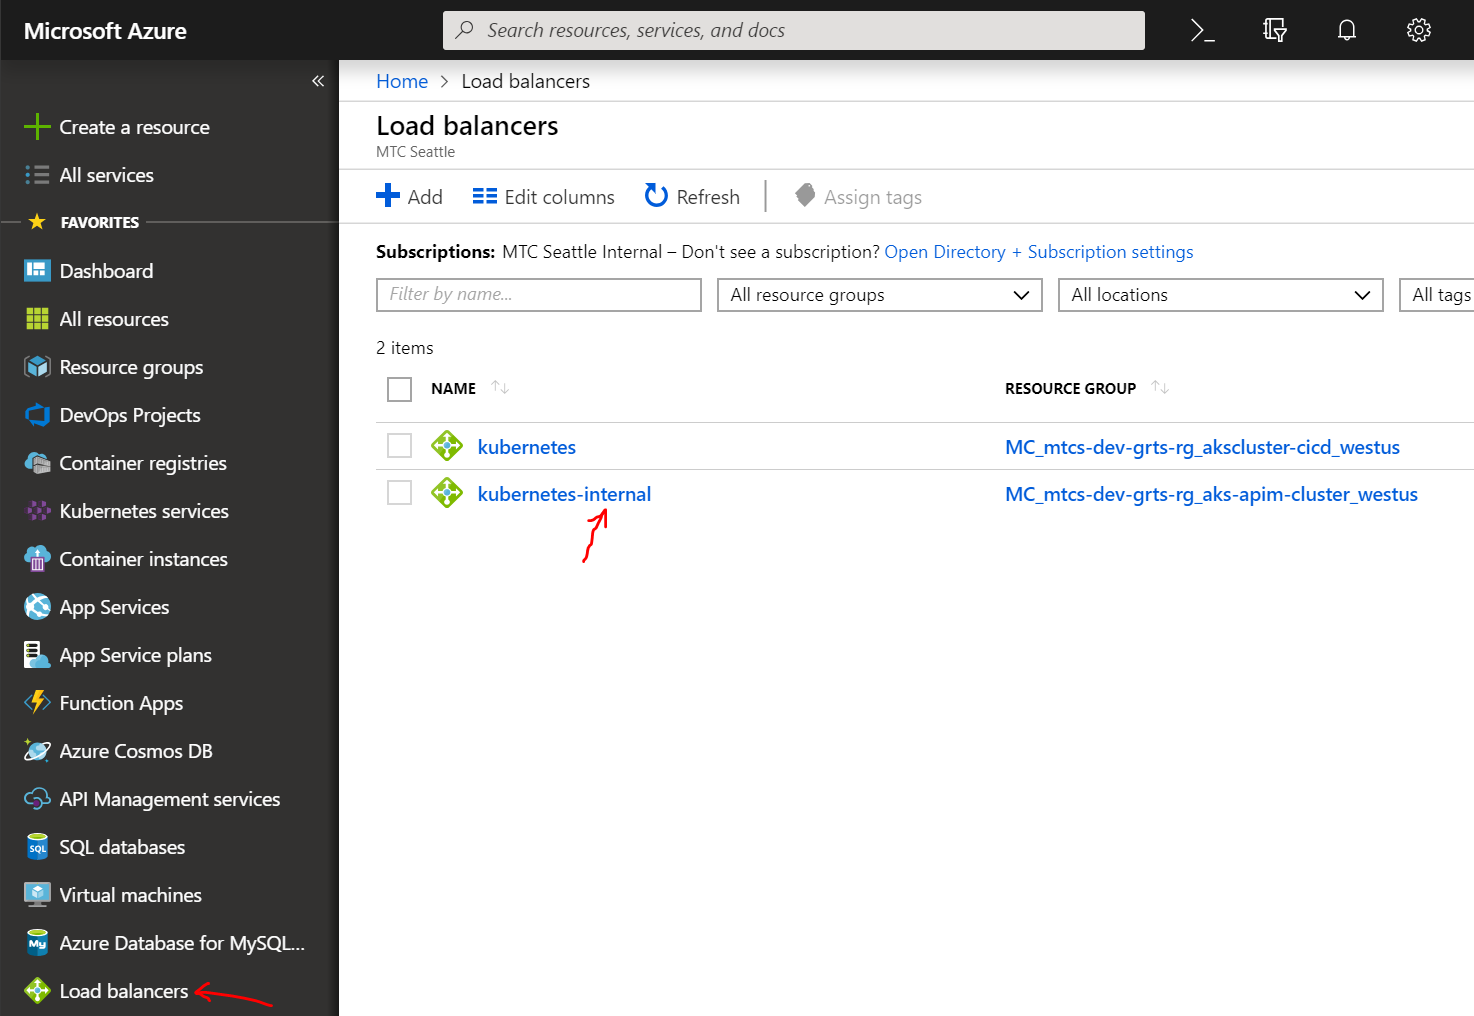 Microsoft Azure
Search resources, services, and docs
Create a resource
All services
FAVORITES
Dashboard
All resources
Resource groups
DevOps Projects
Container registries
Kubernetes services
Container instances
App Services
App Service plans
Function Apps
Azure Cosmos DB
API Management services
SQL databases
Virtual machines
Azure Database for MySQL...
Load balancers
Home > Load balancers
Load balancers
MTC Seattle
Add Edit columns Refresh Assign tags
Subscriptions: MTC Seattle Internal – Don't see a subscription? Open Directory + Subscription settings
Filter by name... All resource groups All locations All tags
2 items
NAME RESOURCE GROUP
kubernetes MC_mtcs-dev-grts-rg_akscluster-cicd_westus
kubernetes-internal MC_mtcs-dev-grts-rg_aks-apim-cluster_westus